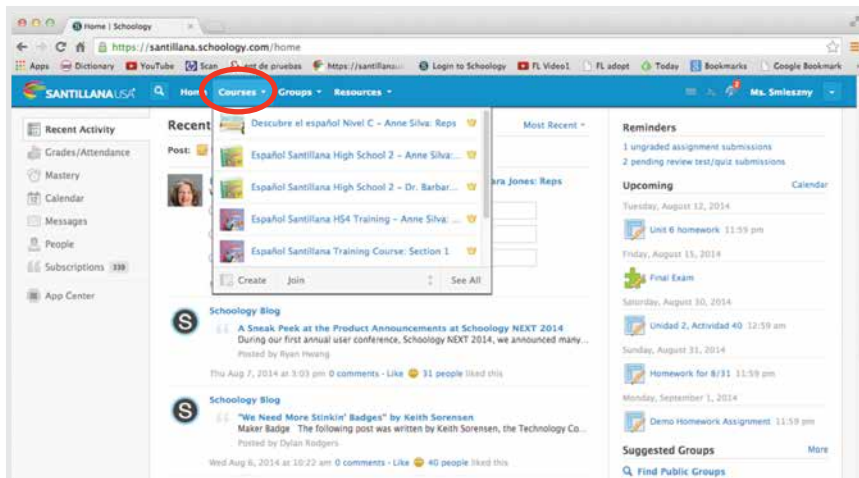 Home | Schoology
https://santillana.schoology.com/home
Apps Dictionary YouTube Scan ent de pruebas https://santillana... Login to Schoology FL Video1 FL adopt Today Bookmarks Google Bookmark
SANTILLANAUSA Home Courses Groups Resources Ms. Smieszny
Recent Activity
Grades/Attendance
Mastery
Calendar
Messages
People
Subscriptions 330
App Center
Recent
Most Recent
Post:
ara Jones: Reps
Descubre el español Nivel C - Anne Silva: Reps
Español Santillana High School 2 - Anne Silva:...
Español Santillana High School 2 - Dr. Barbar...
Español Santillana HS4 Training - Anne Silva: ...
Español Santillana Training Course: Section 1
Create Join See All
Schoology Blog
A Sneak Peek at the Product Announcements at Schoology NEXT 2014
During our first annual user conference, Schoology NEXT 2014, we announced many...
Posted by Ryan Hwang
Thu Aug 7, 2014 at 3:03 pm 0 comments · Like 31 people liked this
Schoology Blog
"We Need More Stinkin' Badges" by Keith Sorensen
Maker Badge The following post was written by Keith Sorensen, the Technology Co...
Posted by Dylan Rodgers
Wed Aug 6, 2014 at 10:22 am 0 comments · Like 40 people liked this
Reminders
1 ungraded assignment submissions
2 pending review test/quiz submissions
Upcoming Calendar
Tuesday, August 12, 2014
Unit 6 homework 11:59 pm
Friday, August 15, 2014
Final Exam
Saturday, August 30, 2014
Unidad 2, Actividad 40 12:59 am
Sunday, August 31, 2014
Homework for 8/31 11:59 pm
Monday, September 1, 2014
Demo Homework Assignment 11:59 pm
Suggested Groups More
Find Public Groups